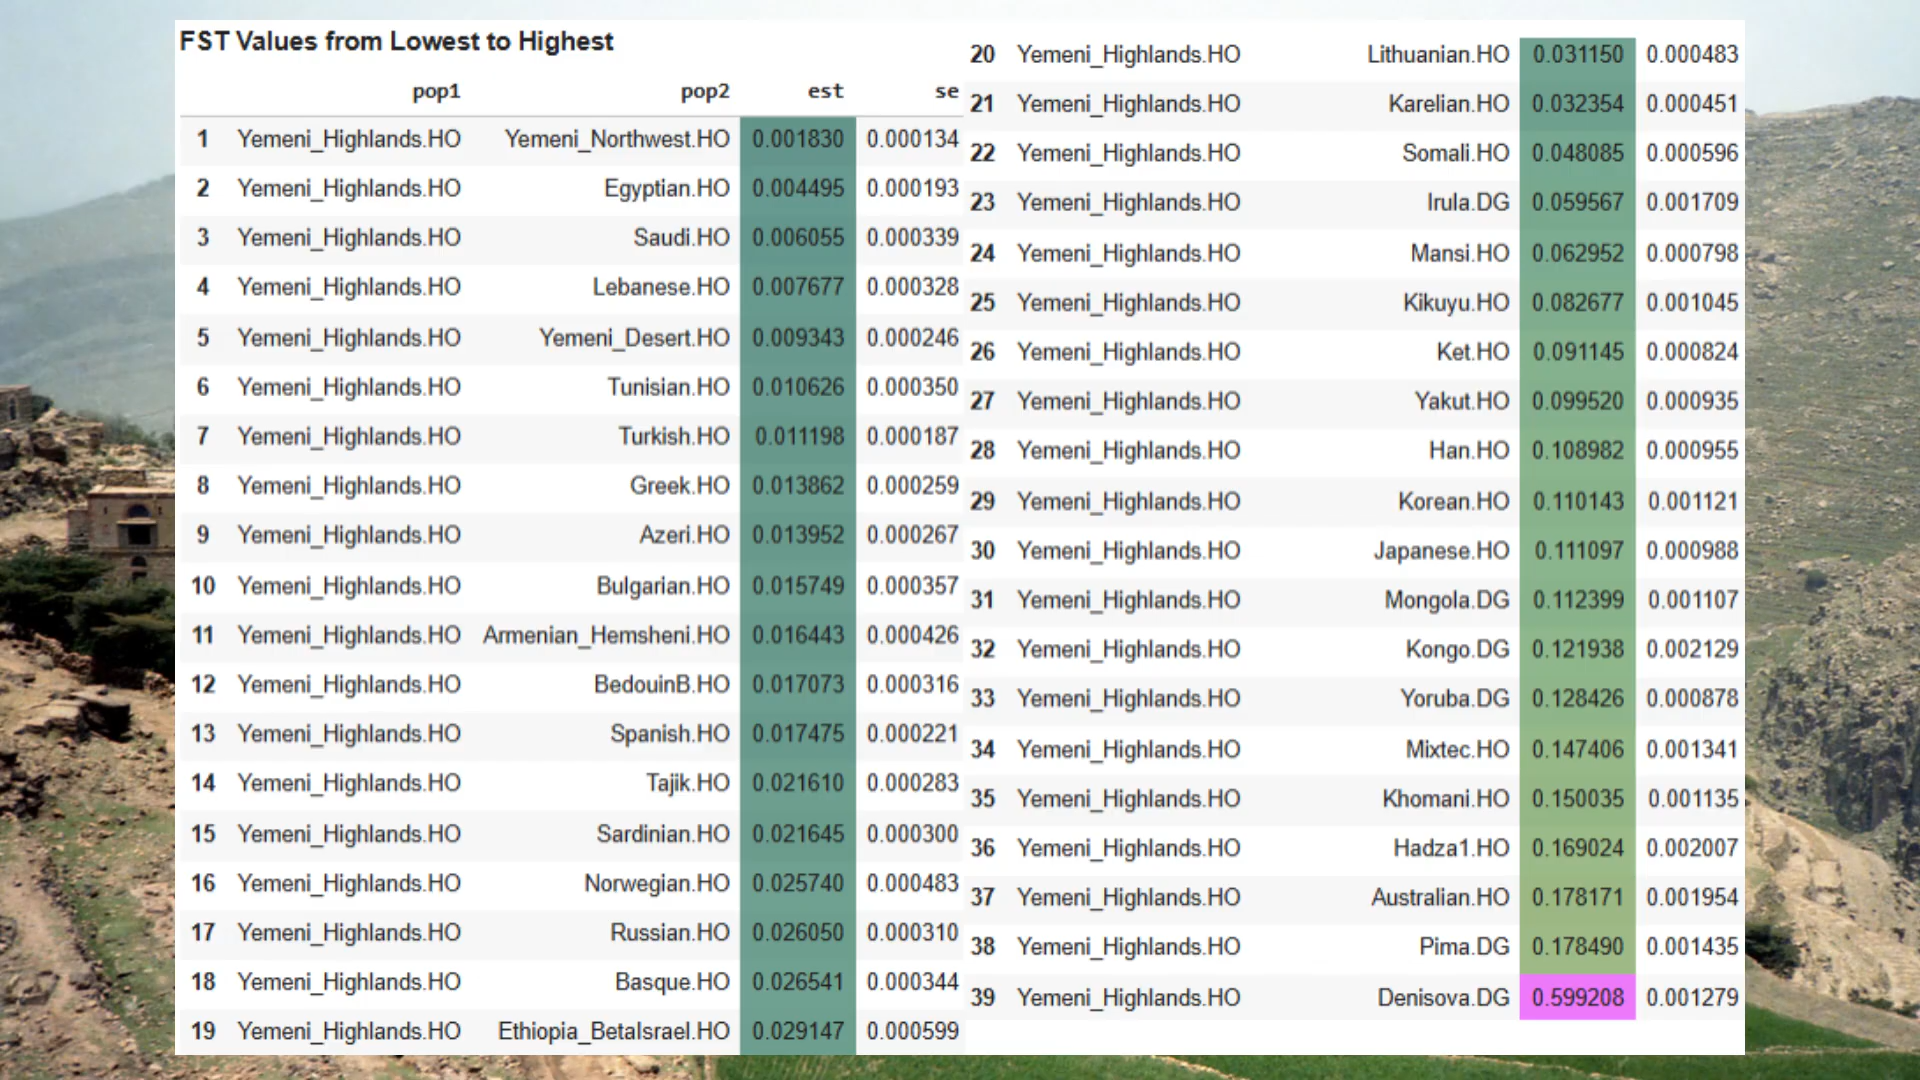 FST Values from Lowest to Highest
pop1 pop2 est se
1 Yemeni_Highlands.HO Yemeni_Northwest.HO 0.001830 0.000134
2 Yemeni_Highlands.HO Egyptian.HO 0.004495 0.000193
3 Yemeni_Highlands.HO Saudi.HO 0.006055 0.000339
4 Yemeni_Highlands.HO Lebanese.HO 0.007677 0.000328
5 Yemeni_Highlands.HO Yemeni_Desert.HO 0.009343 0.000246
6 Yemeni_Highlands.HO Tunisian.HO 0.010626 0.000350
7 Yemeni_Highlands.HO Turkish.HO 0.011198 0.000187
8 Yemeni_Highlands.HO Greek.HO 0.013862 0.000259
9 Yemeni_Highlands.HO Azeri.HO 0.013952 0.000267
10 Yemeni_Highlands.HO Bulgarian.HO 0.015749 0.000357
11 Yemeni_Highlands.HO Armenian_Hemsheni.HO 0.016443 0.000426
12 Yemeni_Highlands.HO BedouinB.HO 0.017073 0.000316
13 Yemeni_Highlands.HO Spanish.HO 0.017475 0.000221
14 Yemeni_Highlands.HO Tajik.HO 0.021610 0.000283
15 Yemeni_Highlands.HO Sardinian.HO 0.021645 0.000300
16 Yemeni_Highlands.HO Norwegian.HO 0.025740 0.000483
17 Yemeni_Highlands.HO Russian.HO 0.026050 0.000310
18 Yemeni_Highlands.HO Basque.HO 0.026541 0.000344
19 Yemeni_Highlands.HO Ethiopia_BetaIsrael.HO 0.029147 0.000599
20 Yemeni_Highlands.HO Lithuanian.HO 0.031150 0.000483
21 Yemeni_Highlands.HO Karelian.HO 0.032354 0.000451
22 Yemeni_Highlands.HO Somali.HO 0.048085 0.000596
23 Yemeni_Highlands.HO Irula.DG 0.059567 0.001709
24 Yemeni_Highlands.HO Mansi.HO 0.062952 0.000798
25 Yemeni_Highlands.HO Kikuyu.HO 0.082677 0.001045
26 Yemeni_Highlands.HO Ket.HO 0.091145 0.000824
27 Yemeni_Highlands.HO Yakut.HO 0.099520 0.000935
28 Yemeni_Highlands.HO Han.HO 0.108982 0.000955
29 Yemeni_Highlands.HO Korean.HO 0.110143 0.001121
30 Yemeni_Highlands.HO Japanese.HO 0.111097 0.000988
31 Yemeni_Highlands.HO Mongola.DG 0.112399 0.001107
32 Yemeni_Highlands.HO Kongo.DG 0.121938 0.002129
33 Yemeni_Highlands.HO Yoruba.DG 0.128426 0.000878
34 Yemeni_Highlands.HO Mixtec.HO 0.147406 0.001341
35 Yemeni_Highlands.HO Khomani.HO 0.150035 0.001135
36 Yemeni_Highlands.HO Hadza1.HO 0.169024 0.002007
37 Yemeni_Highlands.HO Australian.HO 0.178171 0.001954
38 Yemeni_Highlands.HO Pima.DG 0.178490 0.001435
39 Yemeni_Highlands.HO Denisova.DG 0.599208 0.001279